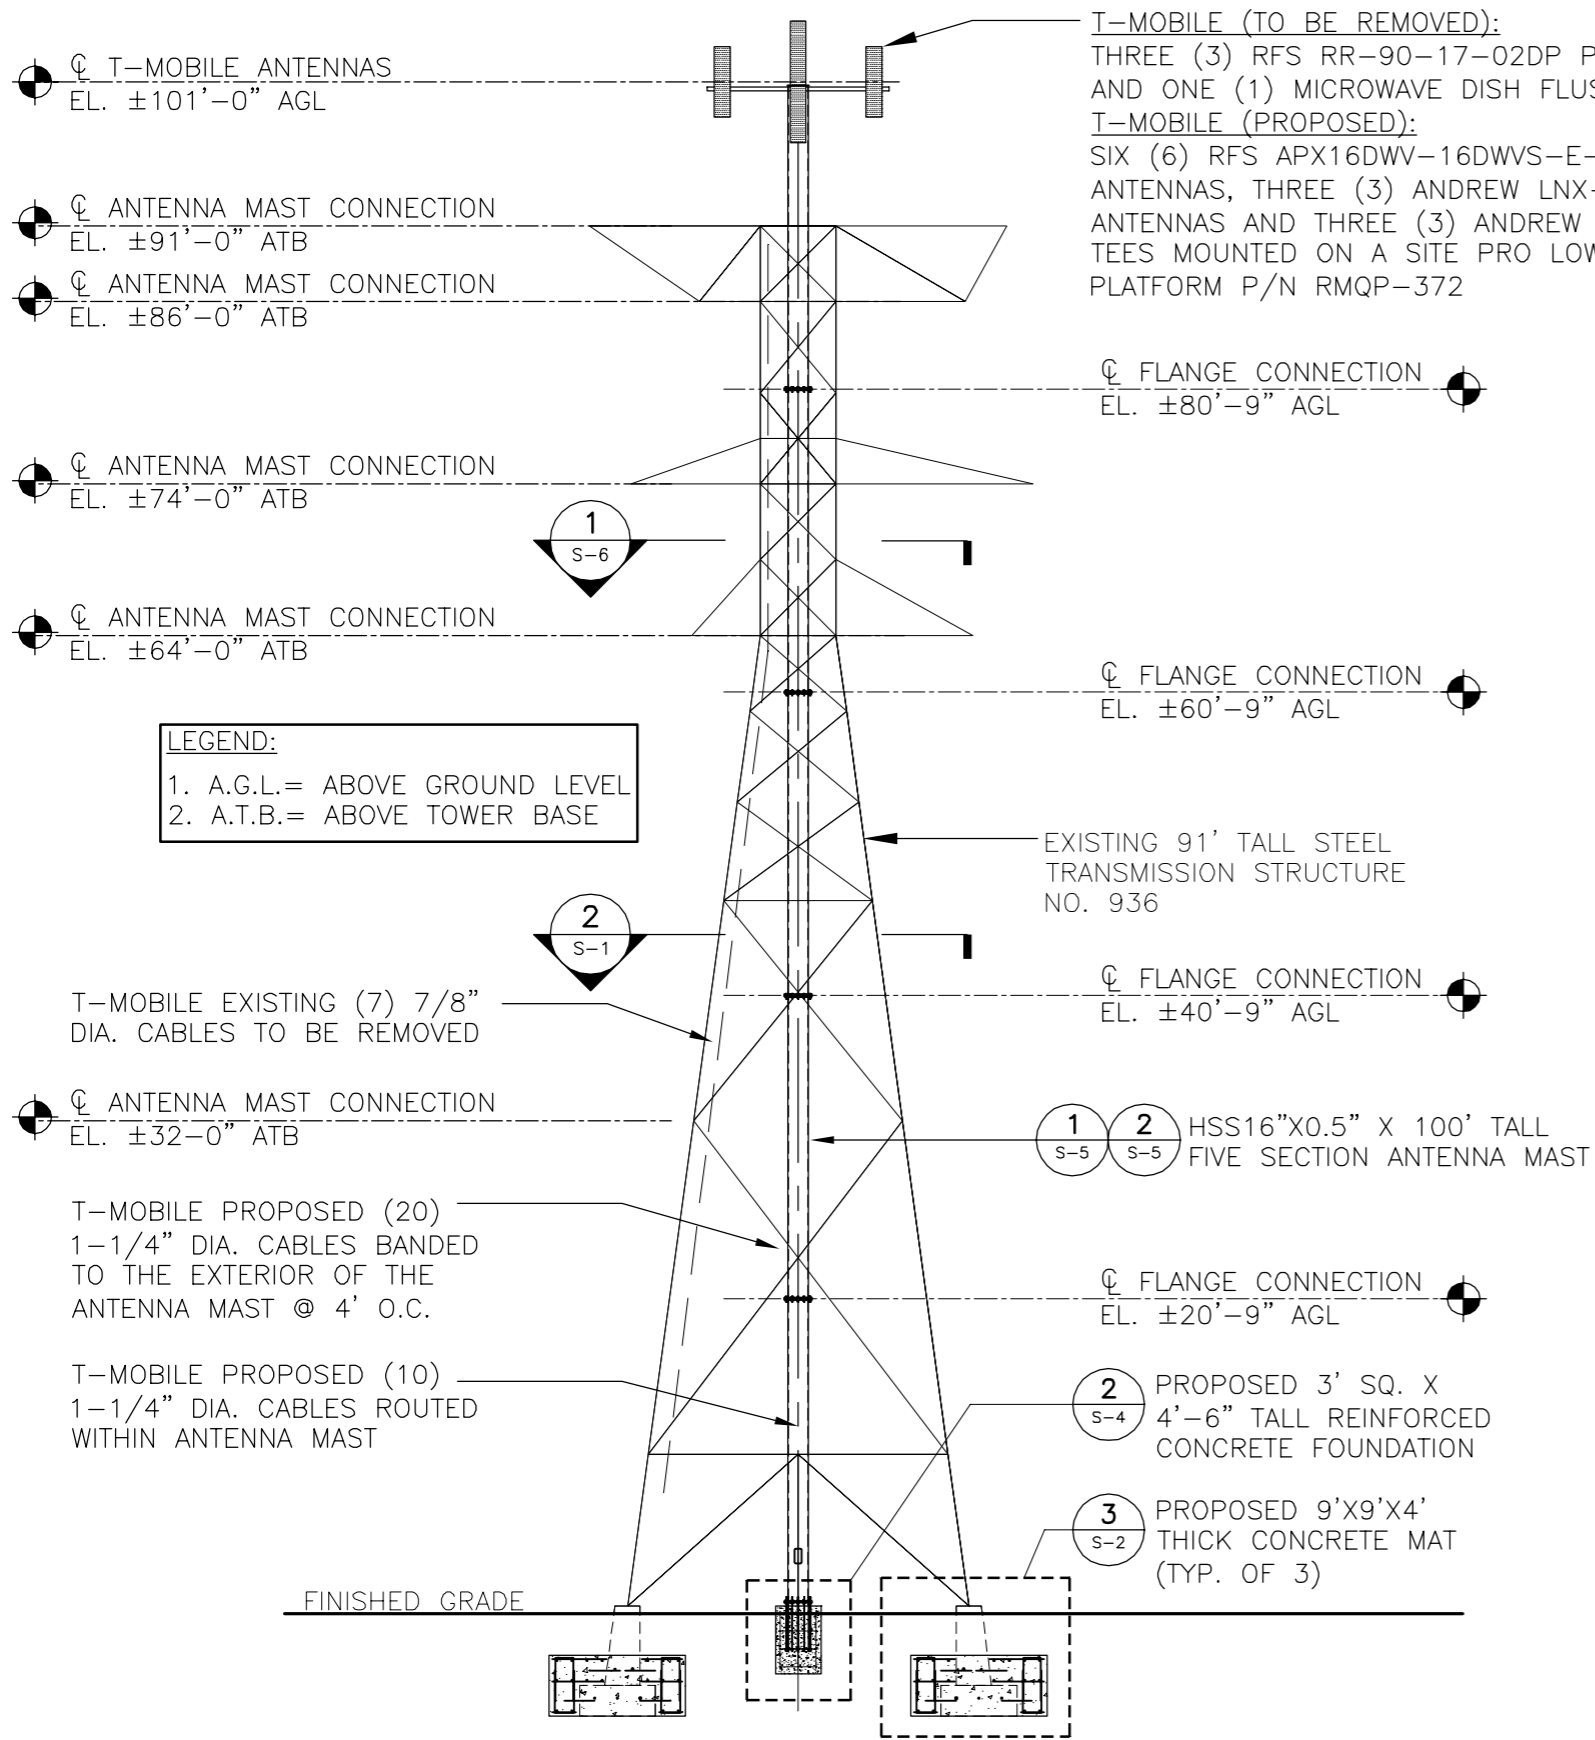 ℄ T-MOBILE ANTENNAS
EL. ±101'-0" AGL
℄ ANTENNA MAST CONNECTION
EL. ±91'-0" ATB
℄ ANTENNA MAST CONNECTION
EL. ±86'-0" ATB
℄ ANTENNA MAST CONNECTION
EL. ±74'-0" ATB
1
S-6
℄ ANTENNA MAST CONNECTION
EL. ±64'-0" ATB
LEGEND:
1. A.G.L.= ABOVE GROUND LEVEL
2. A.T.B.= ABOVE TOWER BASE
2
S-1
T-MOBILE EXISTING (7) 7/8"
DIA. CABLES TO BE REMOVED
℄ ANTENNA MAST CONNECTION
EL. ±32-0" ATB
T-MOBILE PROPOSED (20)
1-1/4" DIA. CABLES BANDED
TO THE EXTERIOR OF THE
ANTENNA MAST @ 4' O.C.
T-MOBILE PROPOSED (10)
1-1/4" DIA. CABLES ROUTED
WITHIN ANTENNA MAST
FINISHED GRADE
T-MOBILE (TO BE REMOVED):
THREE (3) RFS RR-90-17-02DP
AND ONE (1) MICROWAVE DISH
T-MOBILE (PROPOSED):
SIX (6) RFS APX16DWV-16DWVS-E-
ANTENNAS, THREE (3) ANDREW LNX-
ANTENNAS AND THREE (3) ANDREW
TEES MOUNTED ON A SITE PRO
PLATFORM P/N RMQP-372
℄ FLANGE CONNECTION
EL. ±80'-9" AGL
℄ FLANGE CONNECTION
EL. ±60'-9" AGL
EXISTING 91' TALL STEEL
TRANSMISSION STRUCTURE
NO. 936
℄ FLANGE CONNECTION
EL. ±40'-9" AGL
1
S-5
2
S-5
HSS16"X0.5" X 100' TALL
FIVE SECTION ANTENNA MAST
℄ FLANGE CONNECTION
EL. ±20'-9" AGL
2
S-4
PROPOSED 3' SQ. X
4'-6" TALL REINFORCED
CONCRETE FOUNDATION
3
S-2
PROPOSED 9'X9'X4'
THICK CONCRETE MAT
(TYP. OF 3)